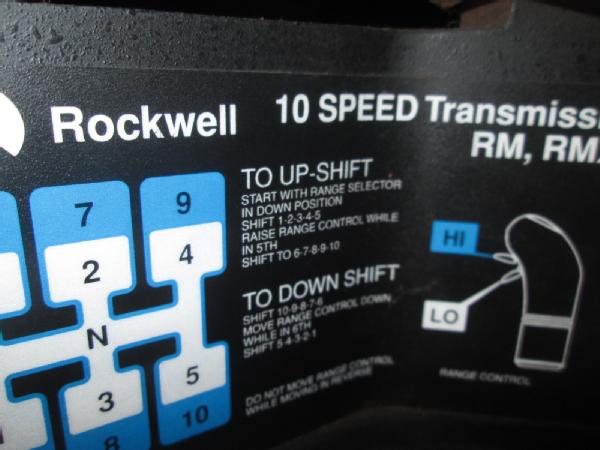 Rockwell
10 SPEED Transmissi
RM, RM
7
9
2
4
N
3
5
8
10
TO UP-SHIFT
START WITH RANGE SELECTOR
IN DOWN POSITION
SHIFT 1-2-3-4-5
RAISE RANGE CONTROL WHILE
IN 5TH
SHIFT TO 6-7-8-9-10
TO DOWN SHIFT
SHIFT 10-9-8-7-6
MOVE RANGE CONTROL DOWN
WHILE IN 6TH
SHIFT 5-4-3-2-1
DO NOT MOVE RANGE CONTROL
WHILE MOVING IN REVERSE
HI
LO
RANGE CONTROL